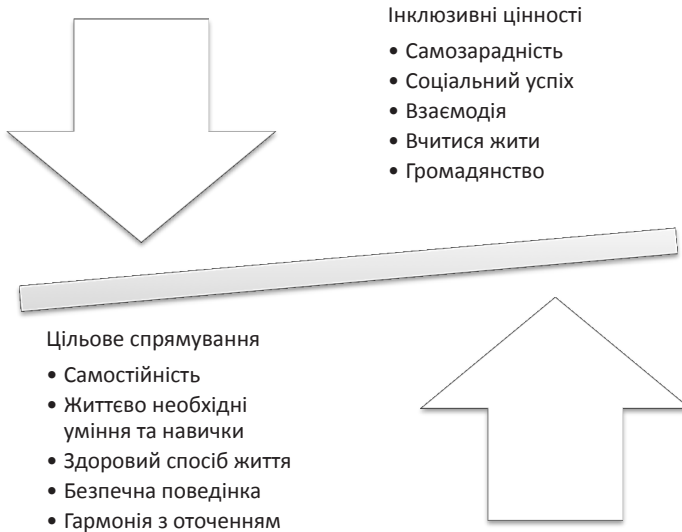 Інклюзивні цінності
• Самозарадність
• Соціальний успіх
• Взаємодія
• Вчитися жити
• Громадянство
Цільове спрямування
• Самостійність
• Життєво необхідні
уміння та навички
• Здоровий спосіб життя
• Безпечна поведінка
• Гармонія з оточенням